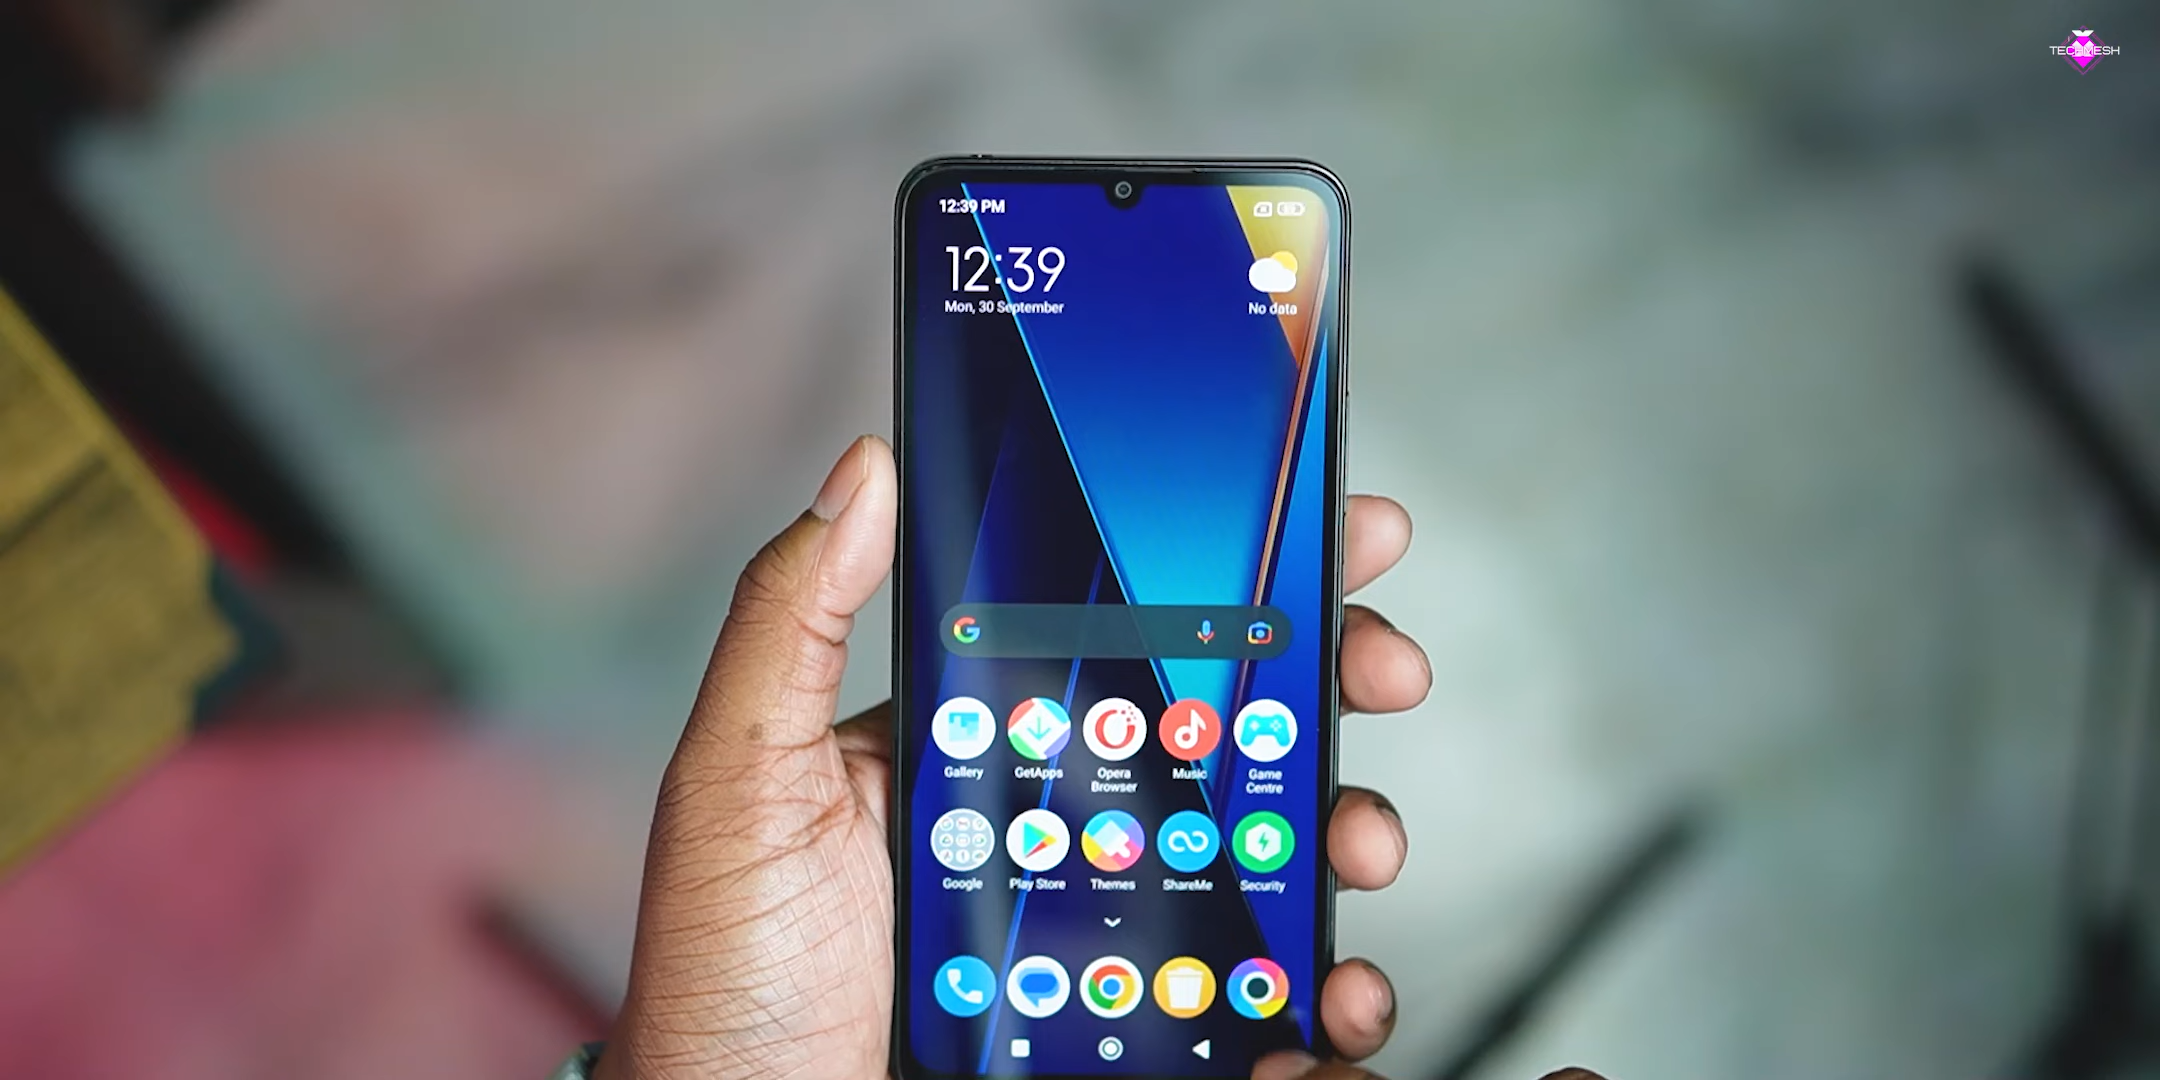 TECHMESH
12:39 PM
12:39
Mon, 30 September
No data
Gallery
GetApps
Opera
Browser
Music
Game
Centre
Google
Play Store
Themes
ShareMe
Security